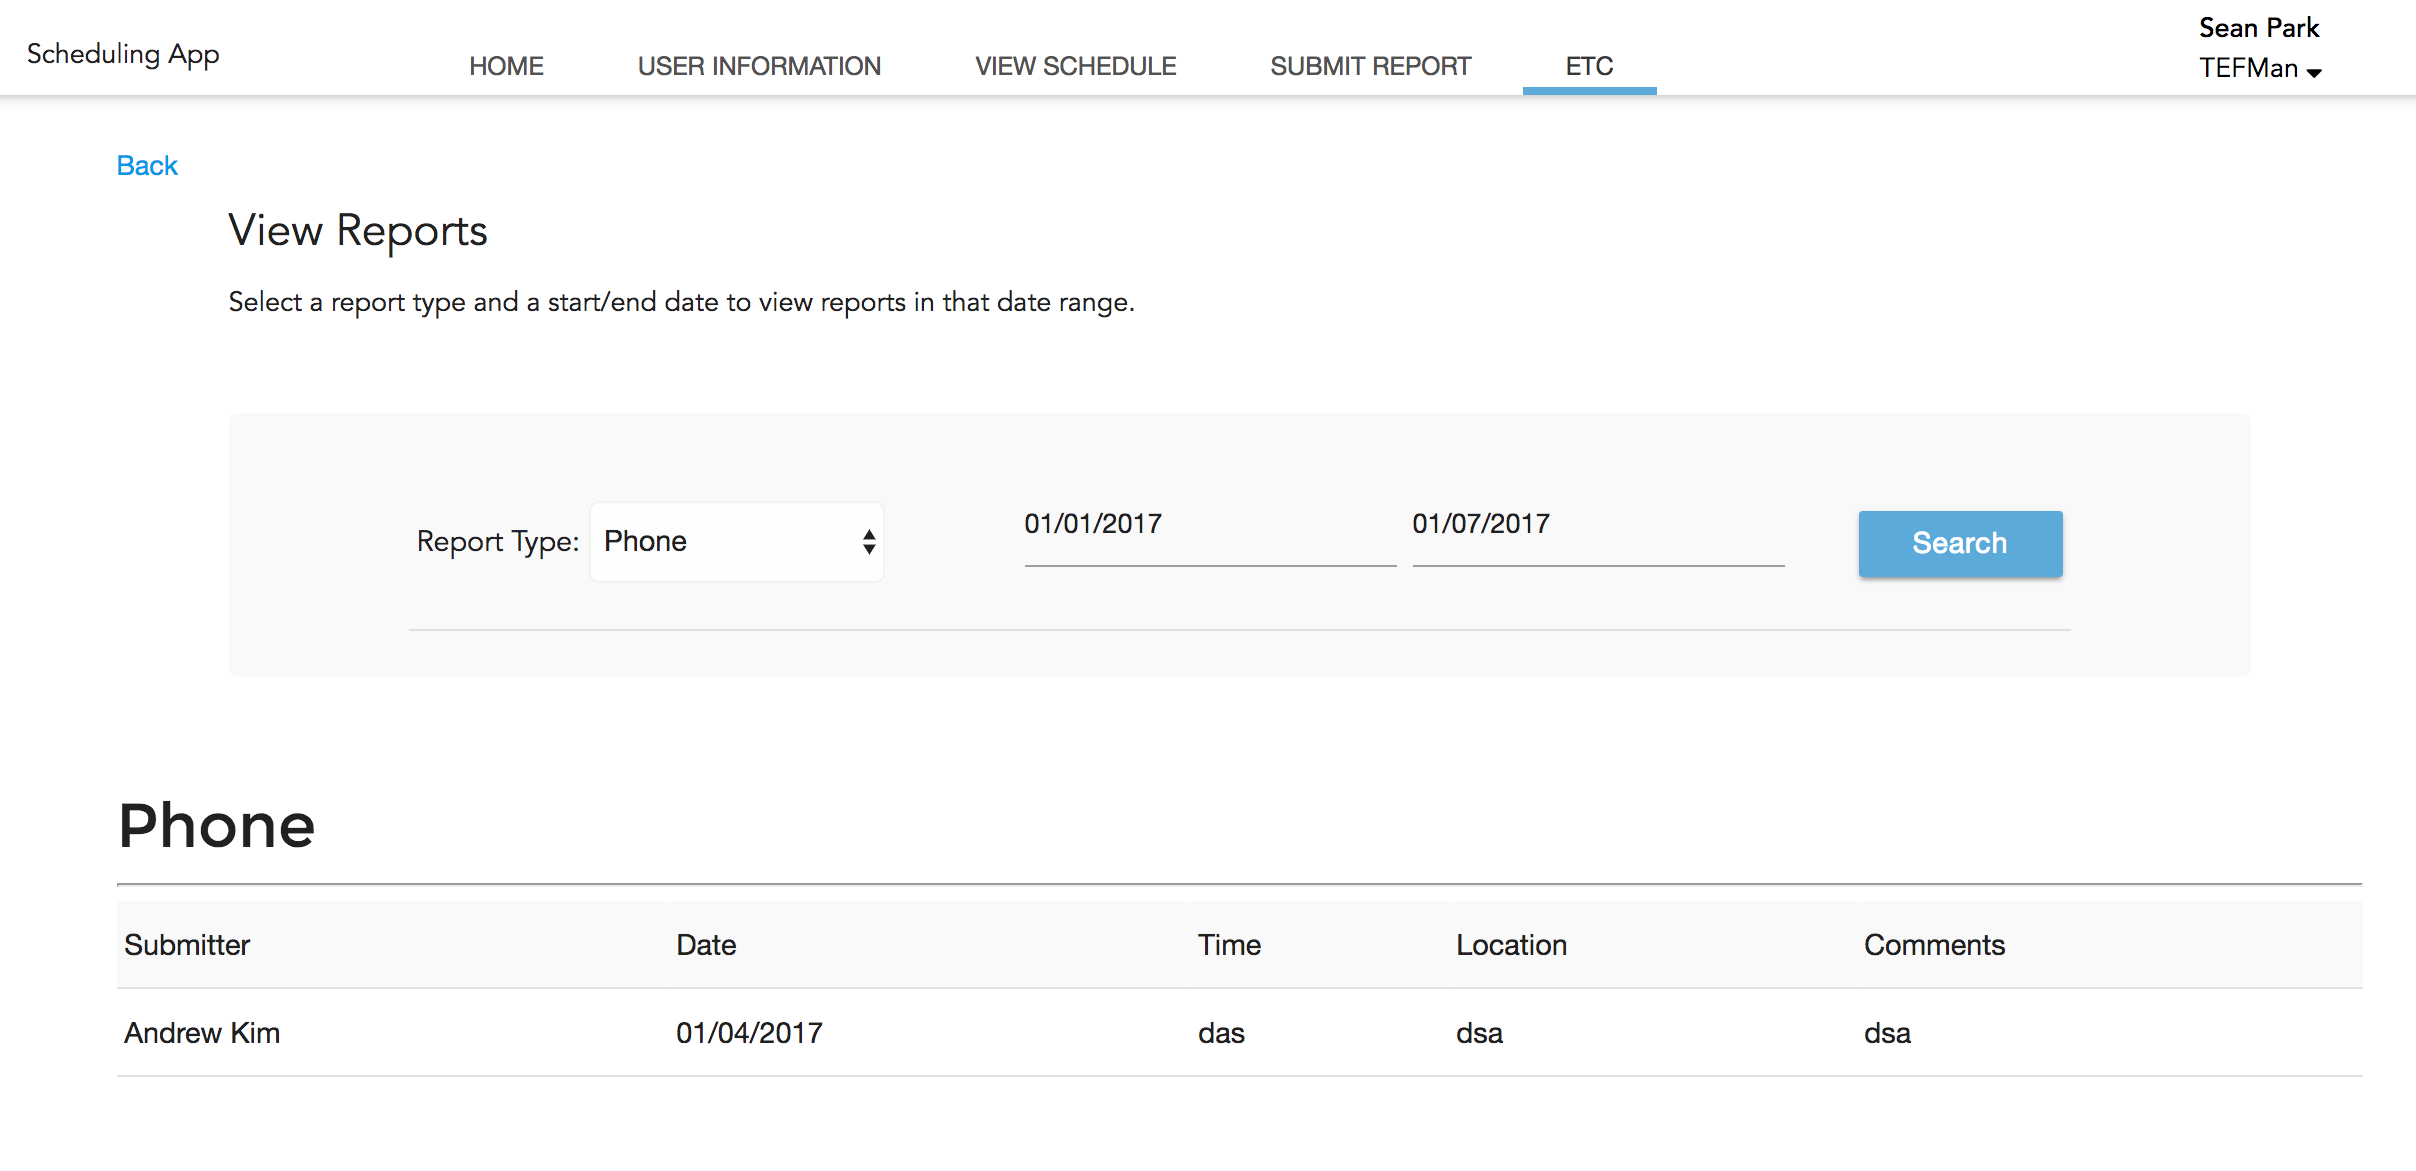 Scheduling App
HOME USER INFORMATION VIEW SCHEDULE SUBMIT REPORT ETC
Sean Park
TEFMan
Back
View Reports
Select a report type and a start/end date to view reports in that date range.
Report Type: Phone 01/01/2017 01/07/2017 Search
Phone
Submitter Date Time Location Comments
Andrew Kim 01/04/2017 das dsa dsa